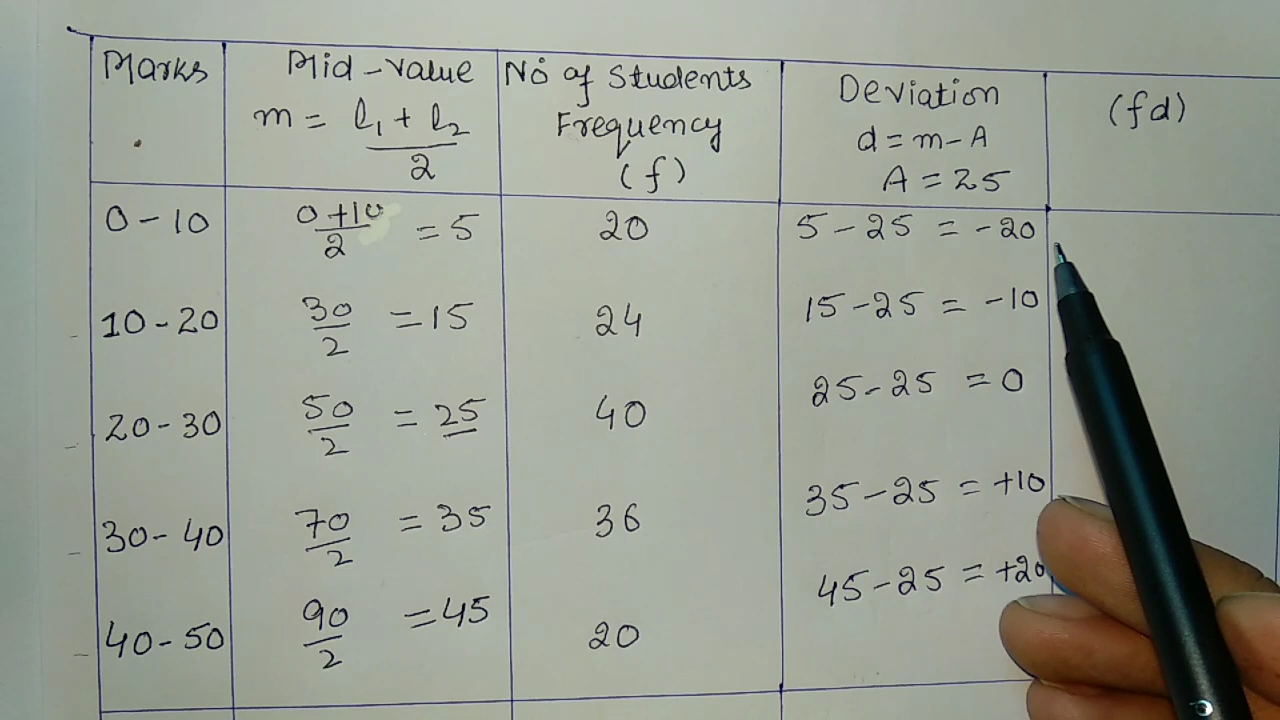 Marks Mid-value No of Students Deviation (fd)
m = l₁ + l₂ / 2 Frequency d = m - A
(f) A = 25
0 - 10 0+10/2 = 5 20 5 - 25 = -20
10 - 20 30/2 = 15 24 15 - 25 = -10
20 - 30 50/2 = 25 40 25 - 25 = 0
30 - 40 70/2 = 35 36 35 - 25 = +10
40 - 50 90/2 = 45 20 45 - 25 = +20